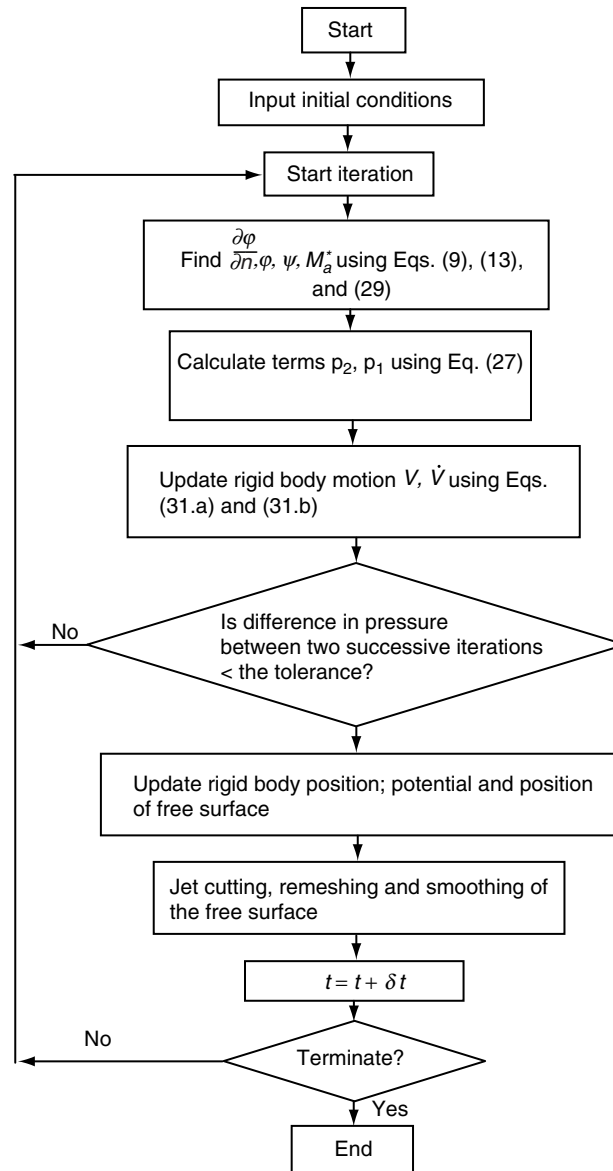 Start
Input initial conditions
Start iteration
Find ∂φ/∂n, φ, ψ, M*ₐ using Eqs. (9), (13),
and (29)
Calculate terms p₂, p₁ using Eq. (27)
Update rigid body motion V, V̇ using Eqs.
(31.a) and (31.b)
No
Is difference in pressure
between two successive iterations
< the tolerance?
Update rigid body position; potential and position
of free surface
Jet cutting, remeshing and smoothing of
the free surface
t = t + δt
No
Terminate?
Yes
End